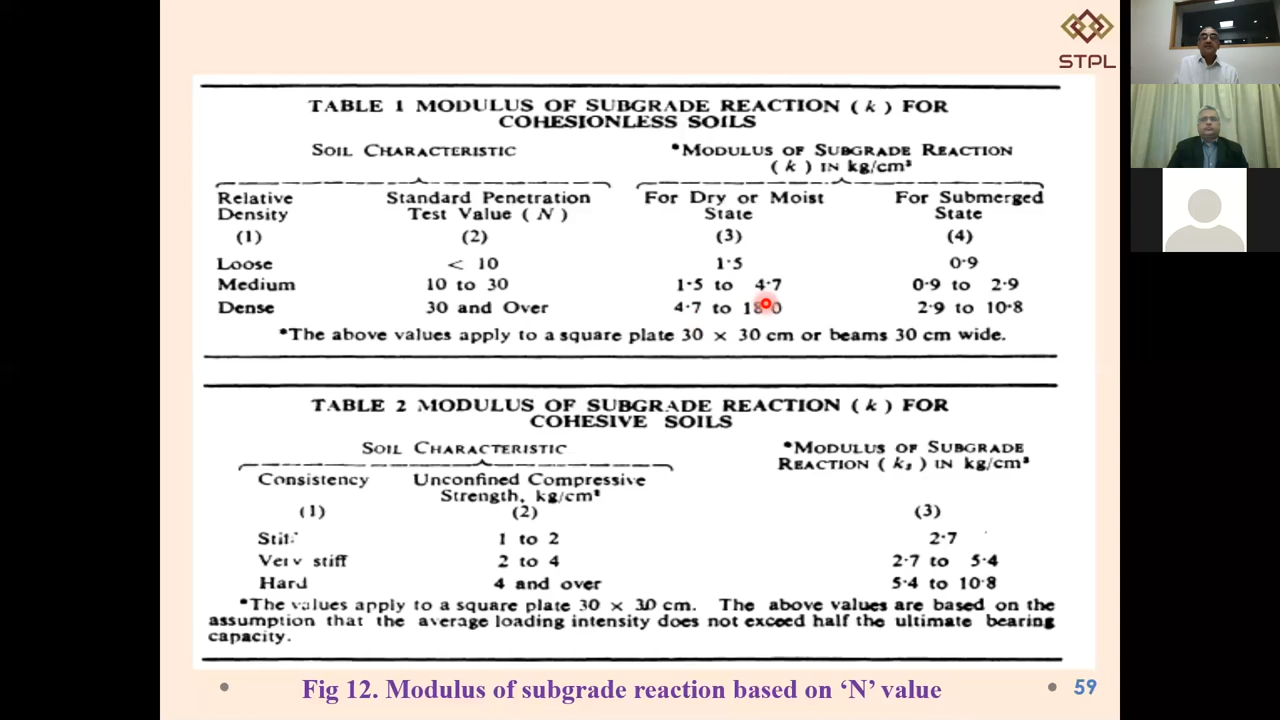 STPL
TABLE 1 MODULUS OF SUBGRADE REACTION ( k ) FOR
COHESIONLESS SOILS
SOIL CHARACTERISTIC
*MODULUS OF SUBGRADE REACTION
( k ) IN kg/cm³
Relative
Density
Standard Penetration
Test Value ( N )
For Dry or Moist
State
For Submerged
State
(1) (2) (3) (4)
Loose < 10 1·5 0·9
Medium 10 to 30 1·5 to 4·7 0·9 to 2·9
Dense 30 and Over 4·7 to 18·0 2·9 to 10·8
*The above values apply to a square plate 30 × 30 cm or beams 30 cm wide.
TABLE 2 MODULUS OF SUBGRADE REACTION ( k ) FOR
COHESIVE SOILS
SOIL CHARACTERISTIC
*MODULUS OF SUBGRADE
REACTION ( ks ) IN kg/cm³
Consistency
Unconfined Compressive
Strength, kg/cm²
(1) (2) (3)
Stiff 1 to 2 2·7
Very stiff 2 to 4 2·7 to 5·4
Hard 4 and over 5·4 to 10·8
*The values apply to a square plate 30 × 30 cm. The above values are based on the
assumption that the average loading intensity does not exceed half the ultimate bearing
capacity.
Fig 12. Modulus of subgrade reaction based on ‘N’ value
59